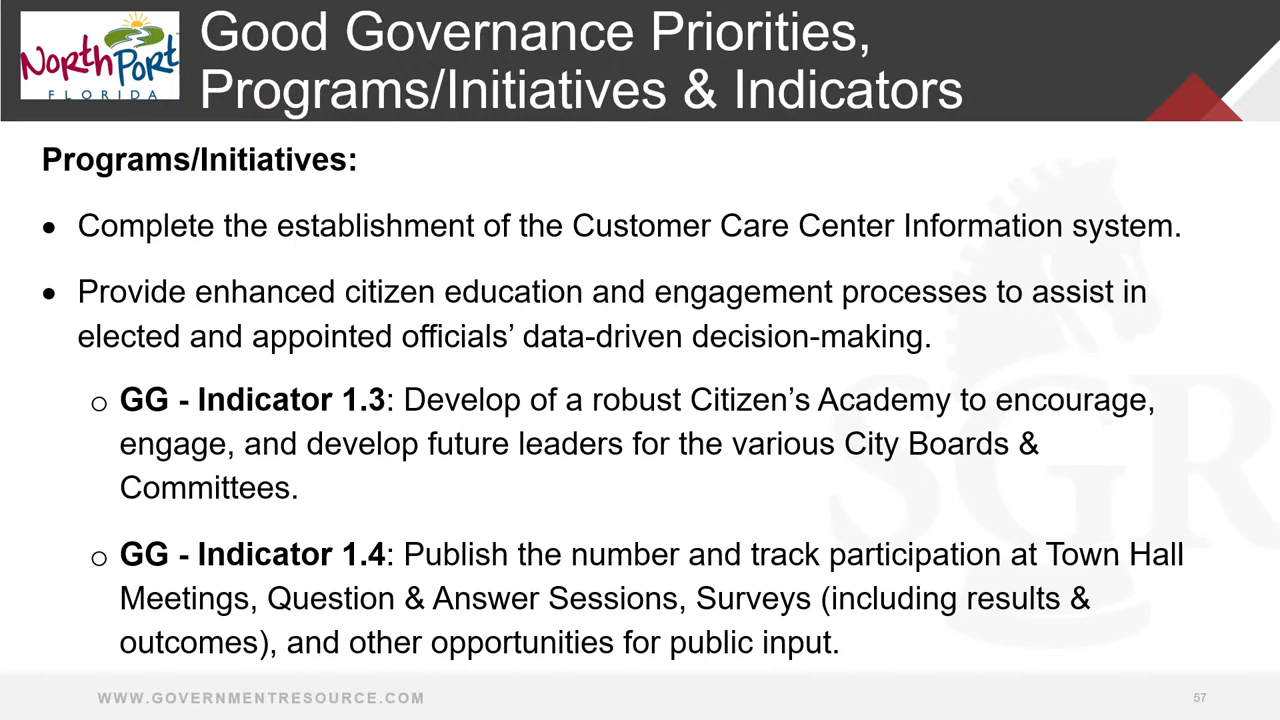 North Port
FLORIDA
Good Governance Priorities,
Programs/Initiatives & Indicators
Programs/Initiatives:
• Complete the establishment of the Customer Care Center Information system.
• Provide enhanced citizen education and engagement processes to assist in
elected and appointed officials’ data-driven decision-making.
o GG - Indicator 1.3: Develop of a robust Citizen’s Academy to encourage,
engage, and develop future leaders for the various City Boards &
Committees.
o GG - Indicator 1.4: Publish the number and track participation at Town Hall
Meetings, Question & Answer Sessions, Surveys (including results &
outcomes), and other opportunities for public input.
SGR
WWW.GOVERNMENTRESOURCE.COM
57